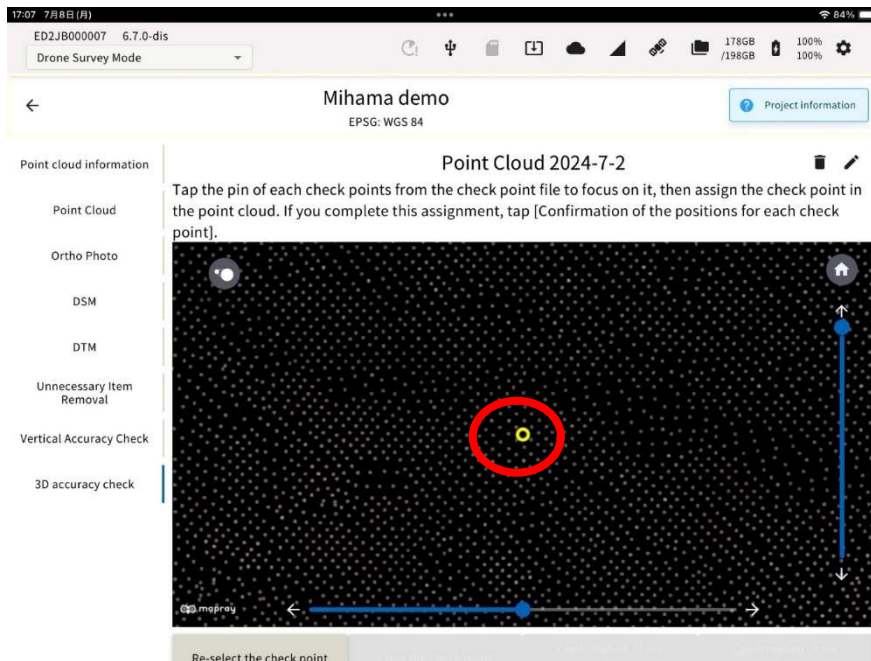 17:07 7月8日(月)
84%
ED2JB000007 6.7.0-dis
Drone Survey Mode
178GB
/198GB
100%
100%
Mihama demo
EPSG: WGS 84
Project information
Point cloud information
Point Cloud
Ortho Photo
DSM
DTM
Unnecessary Item
Removal
Vertical Accuracy Check
3D accuracy check
Point Cloud 2024-7-2
Tap the pin of each check points from the check point file to focus on it, then assign the check point in
the point cloud. If you complete this assignment, tap [Confirmation of the positions for each check
point].
mapray
Re-select the check point